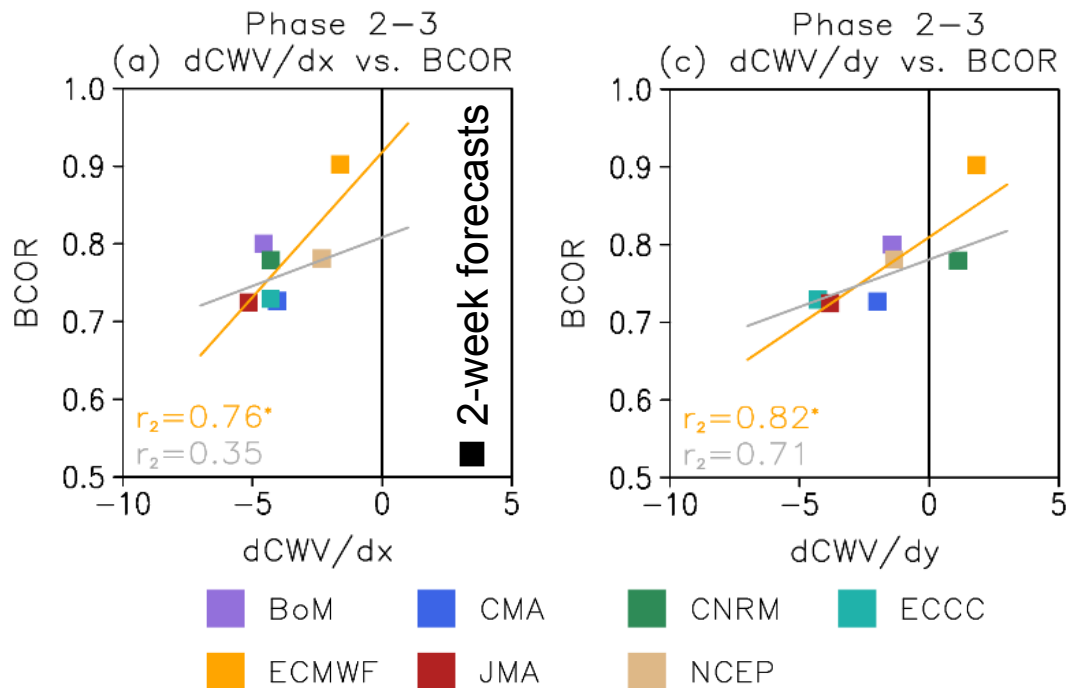 Phase 2−3
(a) dCWV/dx vs. BCOR
1.0
0.9
0.8
0.7
0.6
0.5
BCOR
r₂=0.76*
r₂=0.35
■ 2-week forecasts
−10
−5
0
5
dCWV/dx
Phase 2−3
(c) dCWV/dy vs. BCOR
1.0
0.9
0.8
0.7
0.6
0.5
BCOR
r₂=0.82*
r₂=0.71
−10
−5
0
5
dCWV/dy
BoM
CMA
CNRM
ECCC
ECMWF
JMA
NCEP